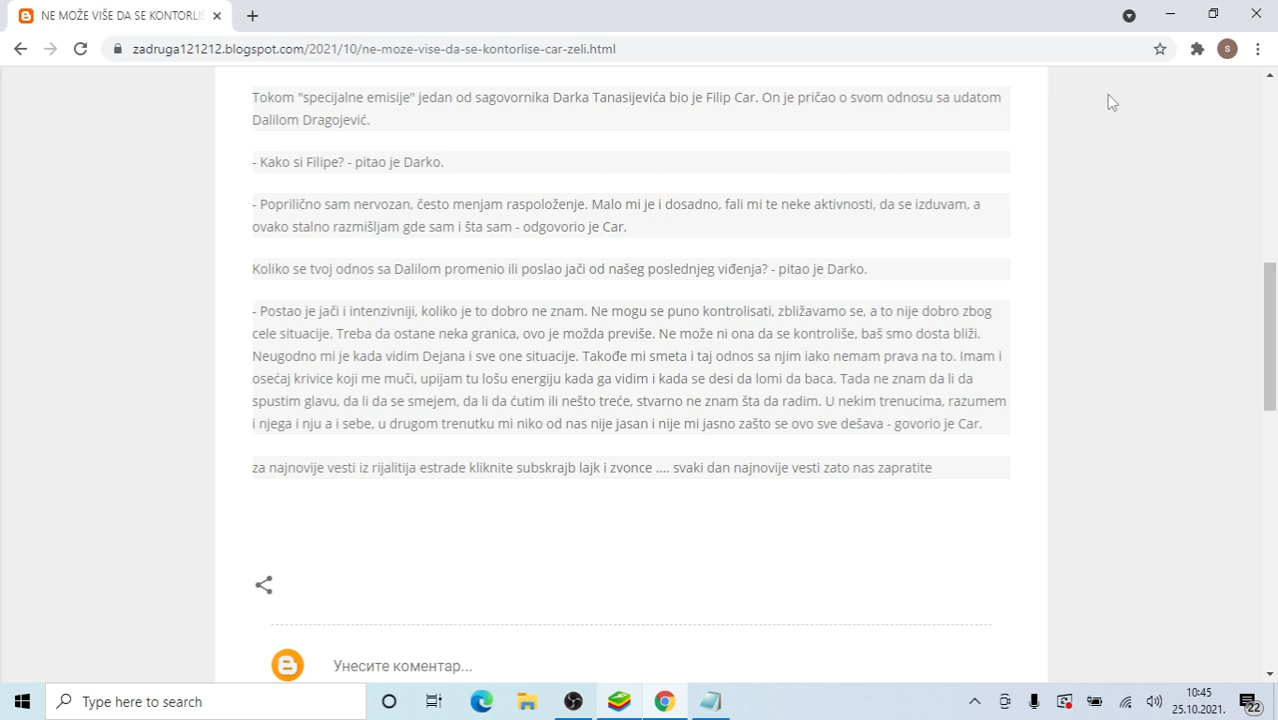 NE MOŽE VIŠE DA SE KONTORLIS
zadruga121212.blogspot.com/2021/10/ne-moze-vise-da-se-kontorlise-car-zeli.html
s
Tokom "specijalne emisije" jedan od sagovornika Darka Tanasijevića bio je Filip Car. On je pričao o svom odnosu sa udatom
Dalilom Dragojević.
- Kako si Filipe? - pitao je Darko.
- Poprilično sam nervozan, često menjam raspoloženje. Malo mi je i dosadno, fali mi te neke aktivnosti, da se izduvam, a
ovako stalno razmišljam gde sam i šta sam - odgovorio je Car.
Koliko se tvoj odnos sa Dalilom promenio ili poslao jači od našeg poslednjeg viđenja? - pitao je Darko.
- Postao je jači i intenzivniji, koliko je to dobro ne znam. Ne mogu se puno kontrolisati, zbližavamo se, a to nije dobro zbog
cele situacije. Treba da ostane neka granica, ovo je možda previše. Ne može ni ona da se kontroliše, baš smo dosta bliži.
Neugodno mi je kada vidim Dejana i sve one situacije. Takođe mi smeta i taj odnos sa njim iako nemam prava na to. Imam i
osećaj krivice koji me muči, upijam tu lošu energiju kada ga vidim i kada se desi da lomi da baca. Tada ne znam da li da
spustim glavu, da li da se smejem, da li da ćutim ili nešto treće, stvarno ne znam šta da radim. U nekim trenucima, razumem
i njega i nju a i sebe, u drugom trenutku mi niko od nas nije jasan i nije mi jasno zašto se ovo sve dešava - govorio je Car.
za najnovije vesti iz rijalitija estrade kliknite subskrajb lajk i zvonce .... svaki dan najnovije vesti zato nas zapratite
Унесите коментар...
Type here to search
10:45
25.10.2021.
22